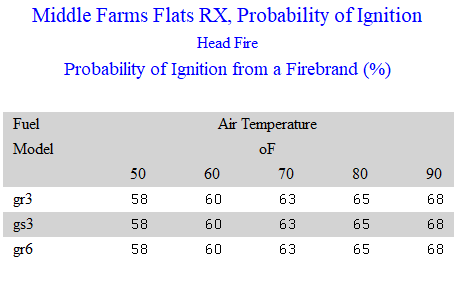 Middle Farms Flats RX, Probability of Ignition
Head Fire
Probability of Ignition from a Firebrand (%)
Fuel Air Temperature
Model oF
50 60 70 80 90
gr3 58 60 63 65 68
gs3 58 60 63 65 68
gr6 58 60 63 65 68